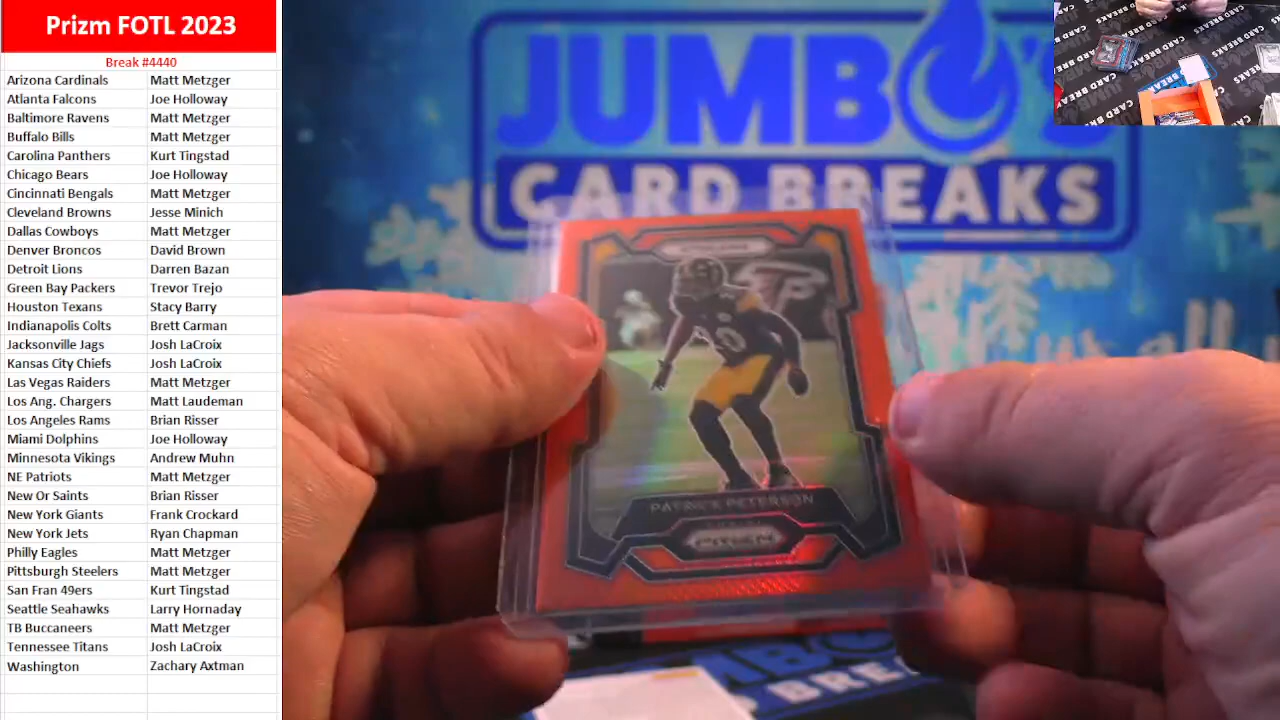 Prizm FOTL 2023
Break #4440
Arizona Cardinals Matt Metzger
Atlanta Falcons Joe Holloway
Baltimore Ravens Matt Metzger
Buffalo Bills Matt Metzger
Carolina Panthers Kurt Tingstad
Chicago Bears Joe Holloway
Cincinnati Bengals Matt Metzger
Cleveland Browns Jesse Minich
Dallas Cowboys Matt Metzger
Denver Broncos David Brown
Detroit Lions Darren Bazan
Green Bay Packers Trevor Trejo
Houston Texans Stacy Barry
Indianapolis Colts Brett Carman
Jacksonville Jags Josh LaCroix
Kansas City Chiefs Josh LaCroix
Las Vegas Raiders Matt Metzger
Los Ang. Chargers Matt Laudeman
Los Angeles Rams Brian Risser
Miami Dolphins Joe Holloway
Minnesota Vikings Andrew Muhn
NE Patriots Matt Metzger
New Or Saints Brian Risser
New York Giants Frank Crockard
New York Jets Ryan Chapman
Philly Eagles Matt Metzger
Pittsburgh Steelers Matt Metzger
San Fran 49ers Kurt Tingstad
Seattle Seahawks Larry Hornaday
TB Buccaneers Matt Metzger
Tennessee Titans Josh LaCroix
Washington Zachary Axtman
JUMBO'S
CARD BREAKS
PATRICK PETERSON
PRIZM
JUMBO
BREA
CARD BREAKS